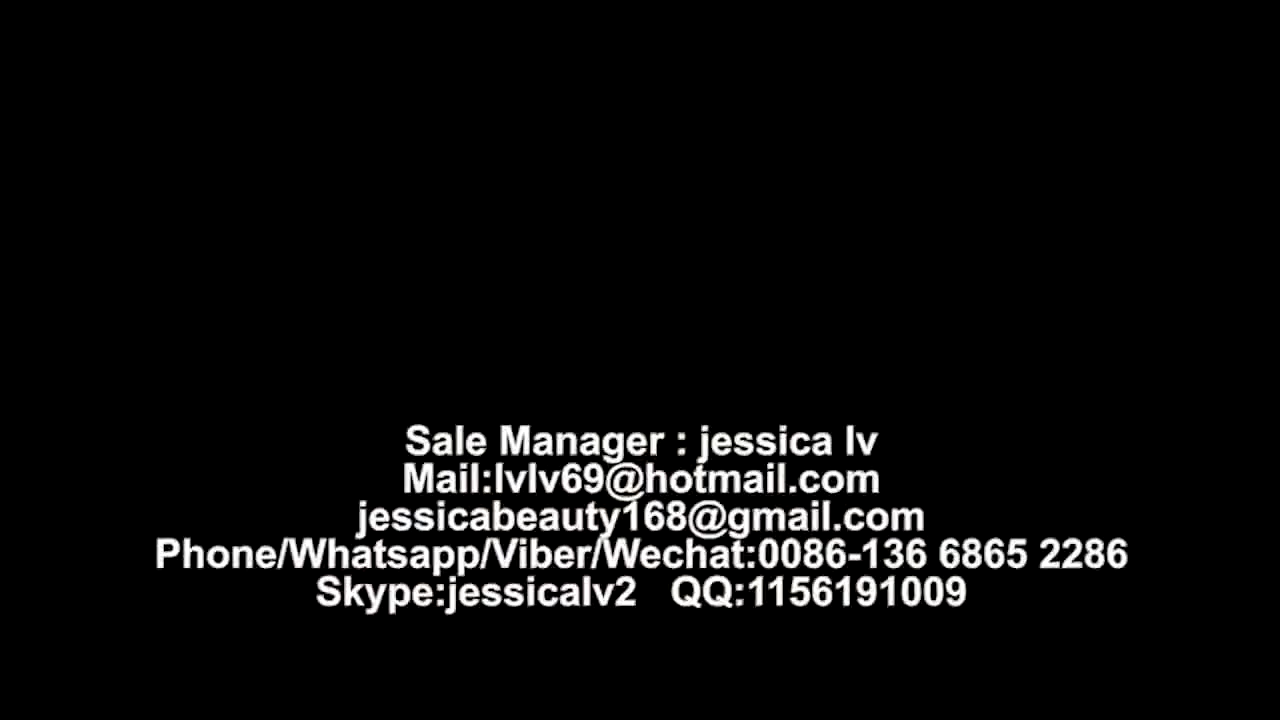 Sale Manager : jessica lv
Mail:lvlv69@hotmail.com
jessicabeauty168@gmail.com
Phone/Whatsapp/Viber/Wechat:0086-136 6865 2286
Skype:jessicalv2   QQ:1156191009